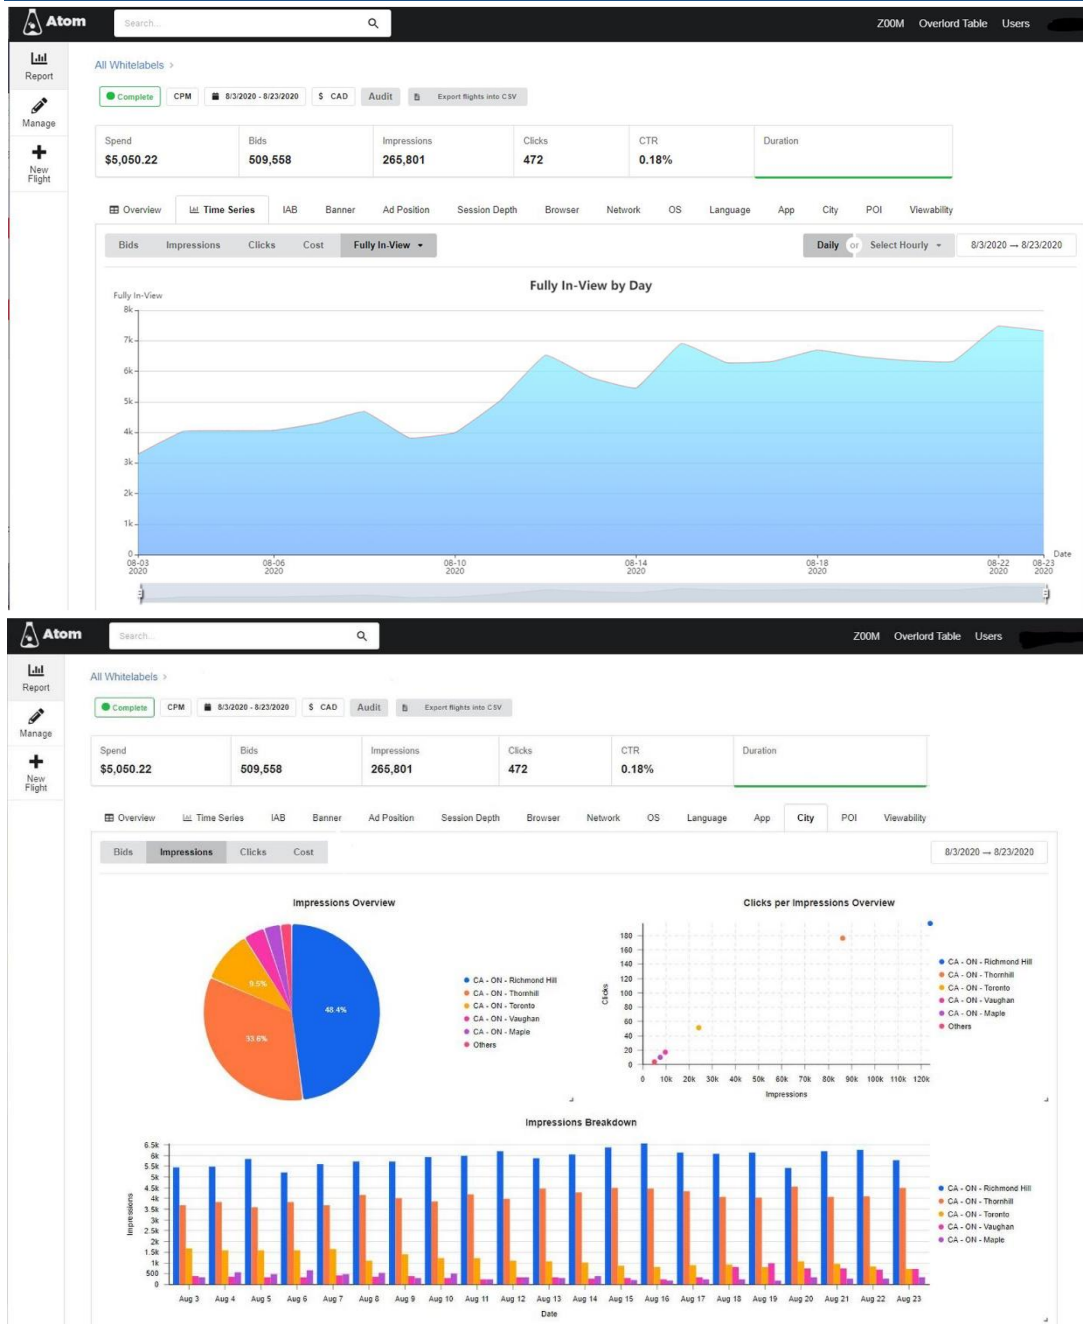 Atom
Search...
Z00M Overlord Table Users
Report
Manage
New
Flight
All Whitelabels >
Complete CPM 8/3/2020 - 8/23/2020 $ CAD Audit Export flights into CSV
Spend Bids Impressions Clicks CTR Duration
$5,050.22 509,558 265,801 472 0.18%
Overview Time Series IAB Banner Ad Position Session Depth Browser Network OS Language App City POI Viewability
Bids Impressions Clicks Cost Fully In-View Daily or Select Hourly 8/3/2020 → 8/23/2020
Fully In-View by Day
Fully In-View
8k
7k
6k
5k
4k
3k
2k
1k
0
08-03 08-06 08-10 08-14 08-18 08-22 08-23 Date
2020 2020 2020 2020 2020 2020 2020
Atom
Search...
Z00M Overlord Table Users
Report
Manage
New
Flight
All Whitelabels >
Complete CPM 8/3/2020 - 8/23/2020 $ CAD Audit Export flights into CSV
Spend Bids Impressions Clicks CTR Duration
$5,050.22 509,558 265,801 472 0.18%
Overview Time Series IAB Banner Ad Position Session Depth Browser Network OS Language App City POI Viewability
Bids Impressions Clicks Cost 8/3/2020 → 8/23/2020
Impressions Overview
48.4%
33.6%
9.5%
CA - ON - Richmond Hill
CA - ON - Thornhill
CA - ON - Toronto
CA - ON - Vaughan
CA - ON - Maple
Others
Clicks per Impressions Overview
Clicks
180
160
140
120
100
80
60
40
20
0
0 10k 20k 30k 40k 50k 60k 70k 80k 90k 100k 110k 120k
Impressions
CA - ON - Richmond Hill
CA - ON - Thornhill
CA - ON - Toronto
CA - ON - Vaughan
CA - ON - Maple
Others
Impressions Breakdown
Impressions
6.5k
6k
5.5k
5k
4.5k
4k
3.5k
3k
2.5k
2k
1.5k
1k
500
0
Aug 3 Aug 4 Aug 5 Aug 6 Aug 7 Aug 8 Aug 9 Aug 10 Aug 11 Aug 12 Aug 13 Aug 14 Aug 15 Aug 16 Aug 17 Aug 18 Aug 19 Aug 20 Aug 21 Aug 22 Aug 23
Date
CA - ON - Richmond Hill
CA - ON - Thornhill
CA - ON - Toronto
CA - ON - Vaughan
CA - ON - Maple